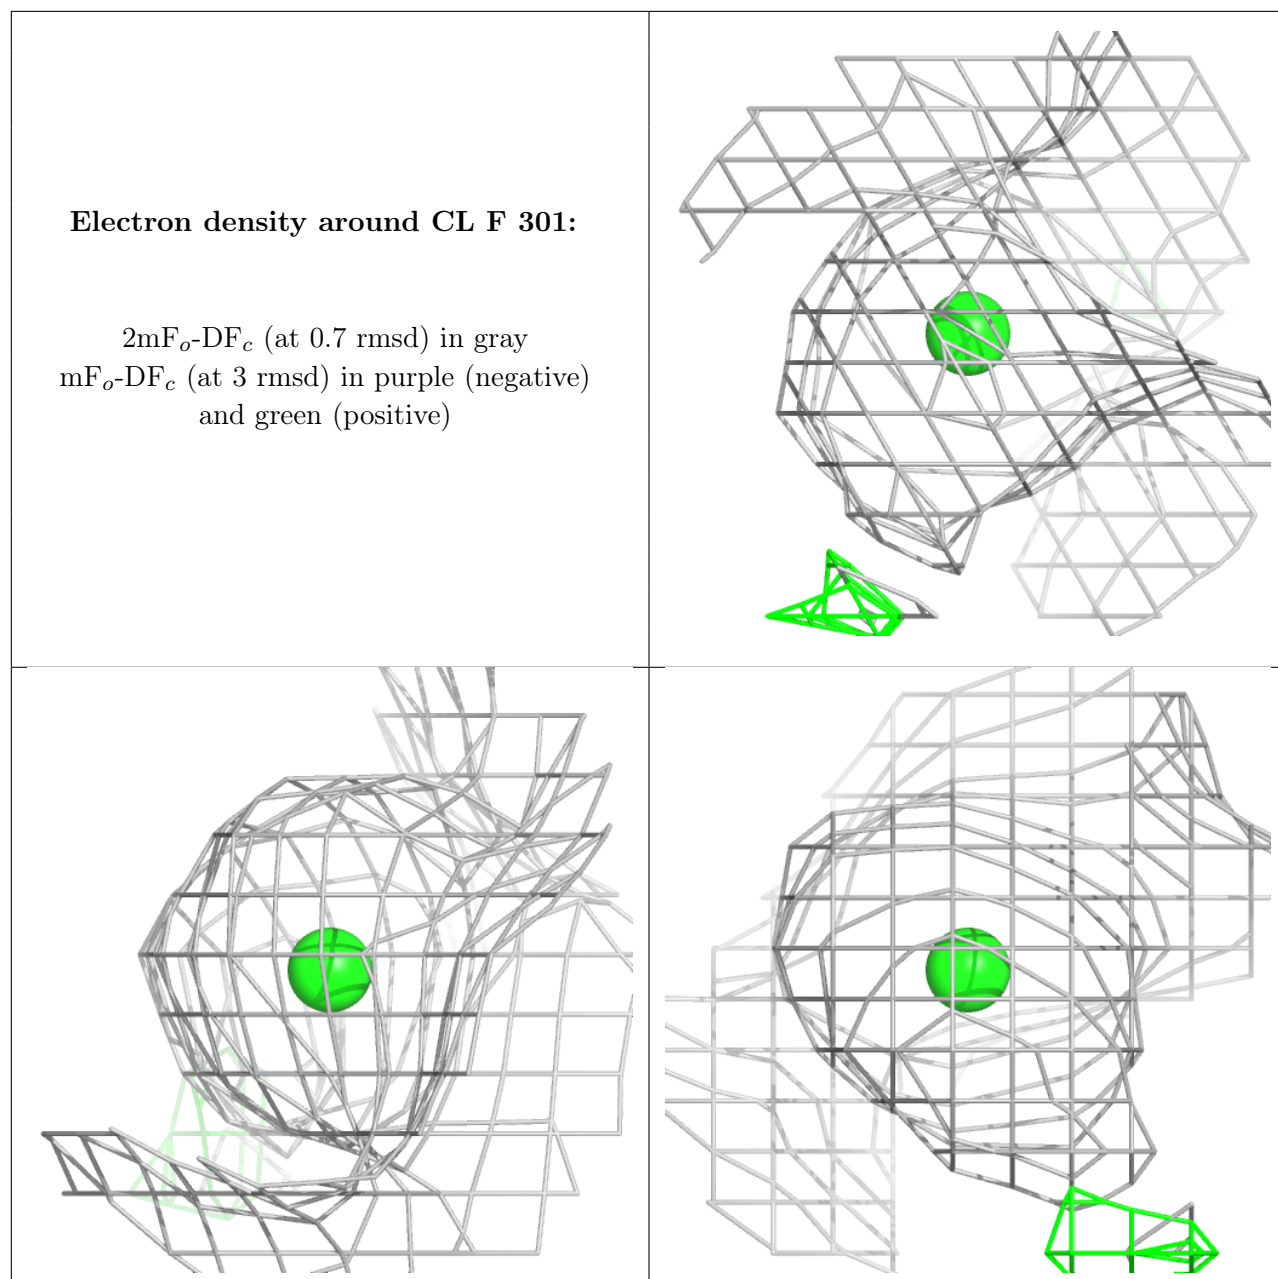 Electron density around CL F 301:
2mFₒ-DF𝒸 (at 0.7 rmsd) in gray
mFₒ-DF𝒸 (at 3 rmsd) in purple (negative)
and green (positive)